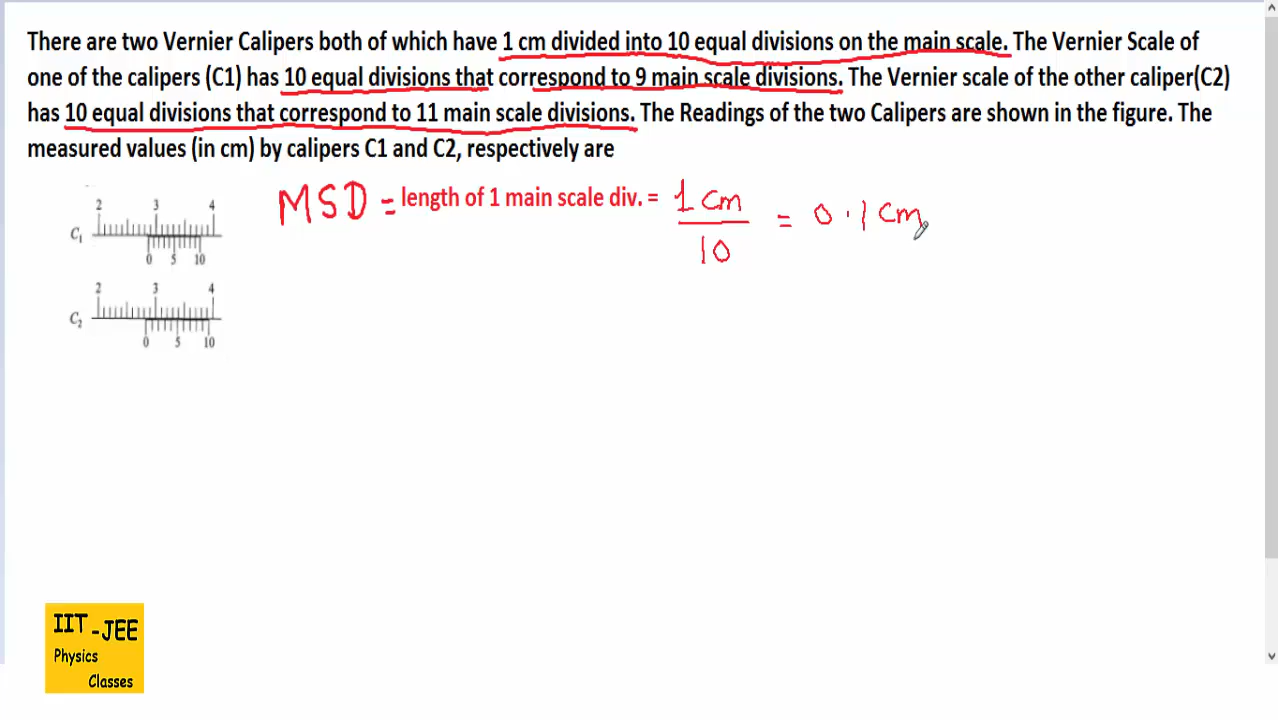 There are two Vernier Calipers both of which have 1 cm divided into 10 equal divisions on the main scale. The Vernier Scale of
one of the calipers (C1) has 10 equal divisions that correspond to 9 main scale divisions. The Vernier scale of the other caliper(C2)
has 10 equal divisions that correspond to 11 main scale divisions. The Readings of the two Calipers are shown in the figure. The
measured values (in cm) by calipers C1 and C2, respectively are
MSD = length of 1 main scale div. = 1 cm / 10 = 0.1 cm
2 3 4
C₁
0 5 10
2 3 4
C₂
0 5 10
IIT-JEE
Physics
Classes